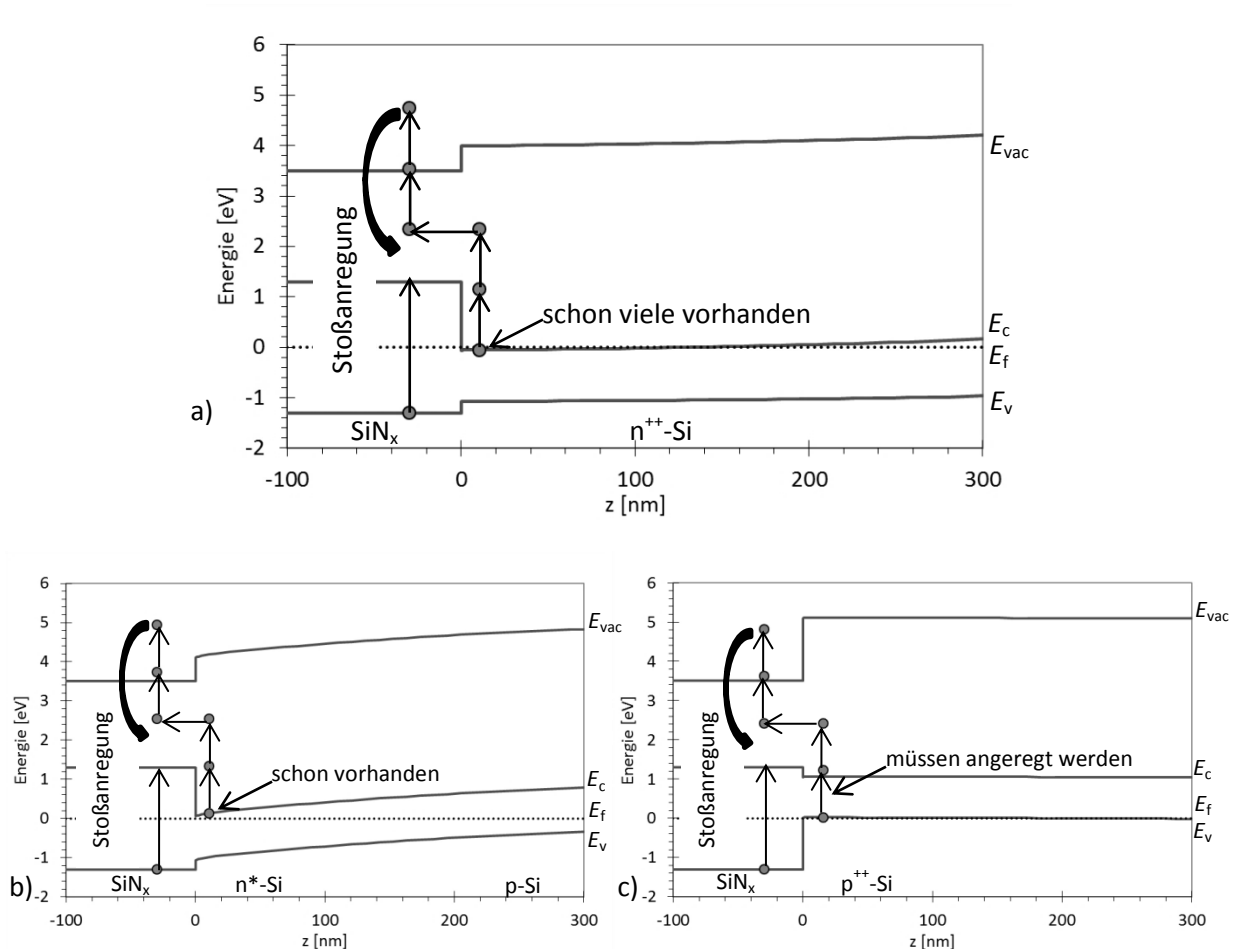 6
5
E_vac
4
3
2
Energie [eV]
Stoßanregung
1
schon viele vorhanden
E_c
0
E_f
-1
E_v
a)
SiN_x
n⁺⁺-Si
-2
-100
0
100
200
300
z [nm]
6
5
E_vac
4
3
2
Energie [eV]
Stoßanregung
1
schon vorhanden
E_c
0
E_f
E_v
-1
b)
SiN_x
n*-Si
p-Si
-2
-100
0
100
200
300
z [nm]
6
5
E_vac
4
3
2
Energie [eV]
Stoßanregung
müssen angeregt werden
1
E_c
E_f
0
E_v
-1
c)
SiN_x
p⁺⁺-Si
-2
-100
0
100
200
300
z [nm]